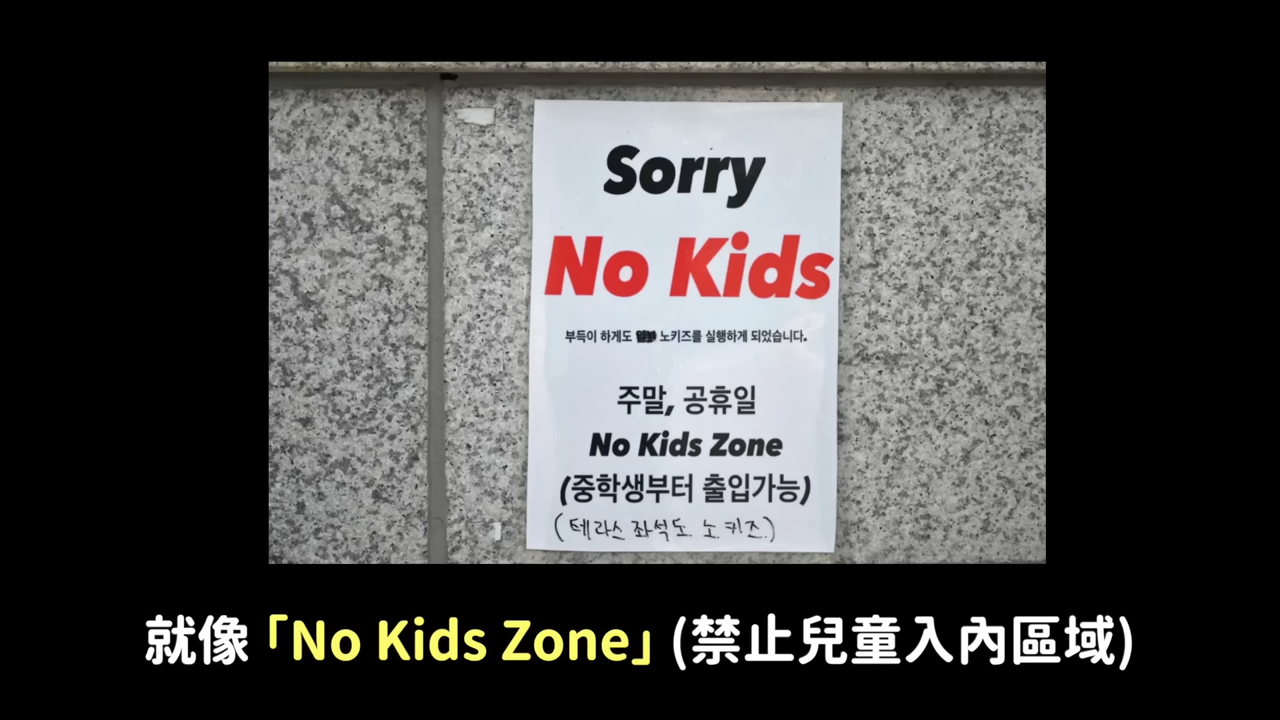 Sorry
No Kids
부득이 하게도 노키즈를 실행하게 되었습니다.
주말, 공휴일
No Kids Zone
(중학생부터 출입가능)
(테라스 좌석도 노키즈.)
就像「No Kids Zone」(禁止兒童入內區域)